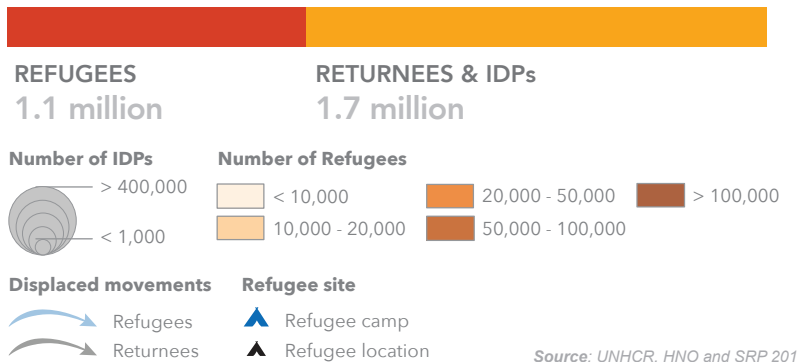 REFUGEES
1.1 million
RETURNEES & IDPs
1.7 million
Number of IDPs
> 400,000
< 1,000
Number of Refugees
< 10,000
10,000 - 20,000
20,000 - 50,000
50,000 - 100,000
> 100,000
Displaced movements
Refugees
Returnees
Refugee site
Refugee camp
Refugee location
Source: UNHCR, HNO and SRP 201